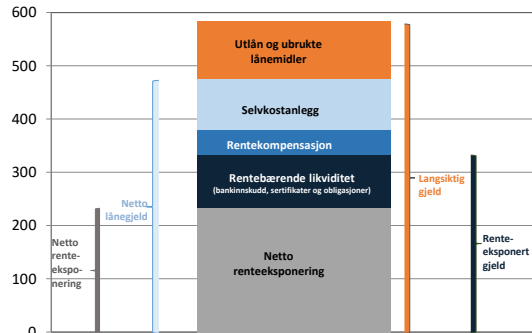 600
500
400
300
200
100
0
Utlån og ubrukte
lånemidler
Selvkostanlegg
Rentekompensasjon
Rentebærende likviditet
(bankinnskudd, sertifikater og obligasjoner)
Netto
renteeksponering
Netto
rente-
ekspo-
nering
Netto
lånegjeld
Langsiktig
gjeld
Rente-
eksponert
gjeld